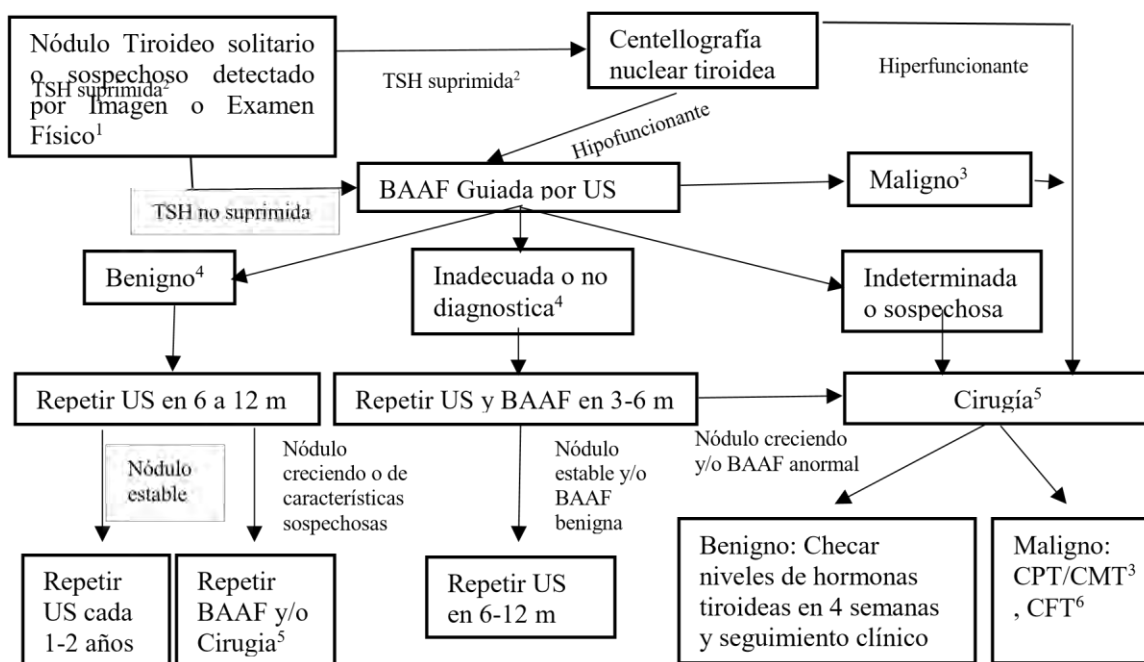 Nódulo Tiroideo solitario
o sospechoso detectado
TSH suprimida²
por Imagen o Examen
Físico¹
TSH suprimida²
Centellografía
nuclear tiroidea
Hiperfuncionante
Hipofuncionante
TSH no suprimida
BAAF Guiada por US
Maligno³
Benigno⁴
Inadecuada o no
diagnostica⁴
Indeterminada
o sospechosa
Repetir US en 6 a 12 m
Repetir US y BAAF en 3-6 m
Cirugía⁵
Nódulo
estable
Nódulo
creciendo o de
características
sospechosas
Nódulo
estable y/o
BAAF
benigna
Nódulo creciendo
y/o BAAF anormal
Repetir
US cada
1-2 años
Repetir
BAAF y/o
Cirugia⁵
Repetir US
en 6-12 m
Benigno: Checar
niveles de hormonas
tiroideas en 4 semanas
y seguimiento clínico
Maligno:
CPT/CMT³
, CFT⁶